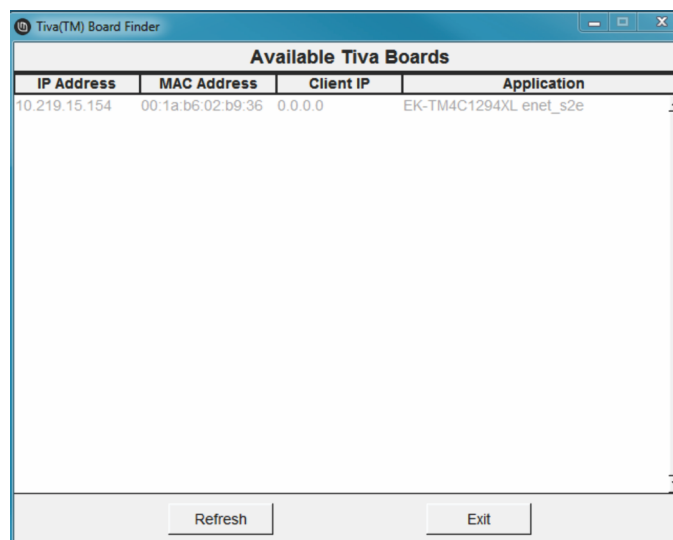 Tiva(TM) Board Finder
Available Tiva Boards
IP Address MAC Address Client IP Application
10.219.15.154 00:1a:b6:02:b9:36 0.0.0.0 EK-TM4C1294XL enet_s2e
Refresh Exit